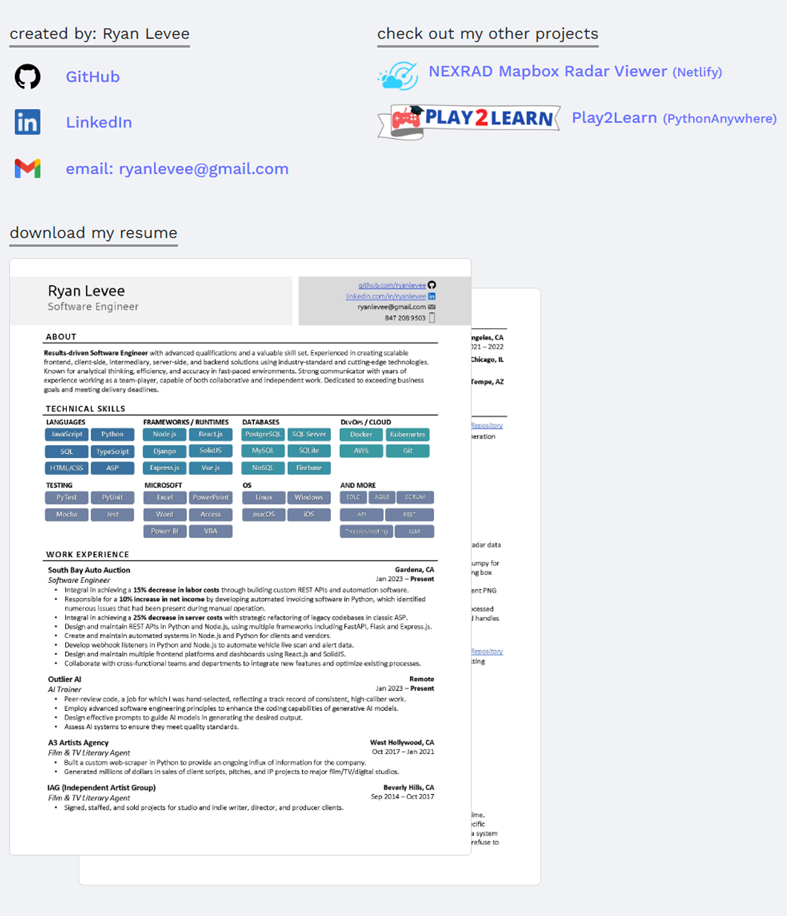 created by: Ryan Levee
GitHub
LinkedIn
email: ryanlevee@gmail.com
check out my other projects
NEXRAD Mapbox Radar Viewer (Netlify)
PLAY2LEARN
Play2Learn (PythonAnywhere)
download my resume
Ryan Levee
Software Engineer
github.com/ryanlevee
linkedin.com/in/ryanlevee
ryanlevee@gmail.com
847 208 9503
ABOUT
Results-driven Software Engineer with advanced qualifications and a valuable skill set. Experienced in creating scalable
frontend, client-side, intermediary, server-side, and backend solutions using industry-standard and cutting-edge technologies.
Known for analytical thinking, efficiency, and accuracy in fast-paced environments. Strong communicator with years of
experience working as a team-player, capable of both collaborative and independent work. Dedicated to exceeding business
goals and meeting delivery deadlines.
TECHNICAL SKILLS
LANGUAGES
JavaScript Python
SQL TypeScript
HTML/CSS ASP
FRAMEWORKS / RUNTIMES
Node.js React.js
Django SolidJS
Express.js Vue.js
DATABASES
PostgreSQL SQL Server
MySQL SQLite
NoSQL Firebase
DevOps / CLOUD
Docker Kubernetes
AWS Git
TESTING
PyTest PyUnit
Mocha Jest
MICROSOFT
Excel PowerPoint
Word Access
Power BI VBA
OS
Linux Windows
macOS iOS
AND MORE
SDLC AGILE SCRUM
API REST
Troubleshooting LLM
WORK EXPERIENCE
South Bay Auto Auction Gardena, CA
Software Engineer Jan 2023 – Present
• Integral in achieving a 15% decrease in labor costs through building custom REST APIs and automation software.
• Responsible for a 10% increase in net income by developing automated invoicing software in Python, which identified
numerous issues that had been present during manual operation.
• Integral in achieving a 25% decrease in server costs with strategic refactoring of legacy codebases in classic ASP.
• Design and maintain REST APIs in Python and Node.js, using multiple frameworks including FastAPI, Flask and Express.js.
• Create and maintain automated systems in Node.js and Python for clients and vendors.
• Develop webhook listeners in Python and Node.js to automate vehicle live scan and alert data.
• Design and maintain multiple frontend platforms and dashboards using React.js and SolidJS.
• Collaborate with cross-functional teams and departments to integrate new features and optimize existing processes.
Outlier AI Remote
AI Trainer Jan 2023 – Present
• Peer-review code, a job for which I was hand-selected, reflecting a track record of consistent, high-caliber work.
• Employ advanced software engineering principles to enhance the coding capabilities of generative AI models.
• Design effective prompts to guide AI models in generating the desired output.
• Assess AI systems to ensure they meet quality standards.
A3 Artists Agency West Hollywood, CA
Film & TV Literary Agent Oct 2017 – Jan 2021
• Built a custom web-scraper in Python to provide an ongoing influx of information for the company.
• Generated millions of dollars in sales of client scripts, pitches, and IP projects to major film/TV/digital studios.
IAG (Independent Artist Group) Beverly Hills, CA
Film & TV Literary Agent Sep 2014 – Oct 2017
• Signed, staffed, and sold projects for studio and indie writer, director, and producer clients.
ngeles, CA
021 – 2022
Chicago, IL
Tempe, AZ
Repository
neration
adar data
umpy for
ng box
ent PNG
ocessed
d handles
Repository
cting
ime.
cific
a system
refuse to